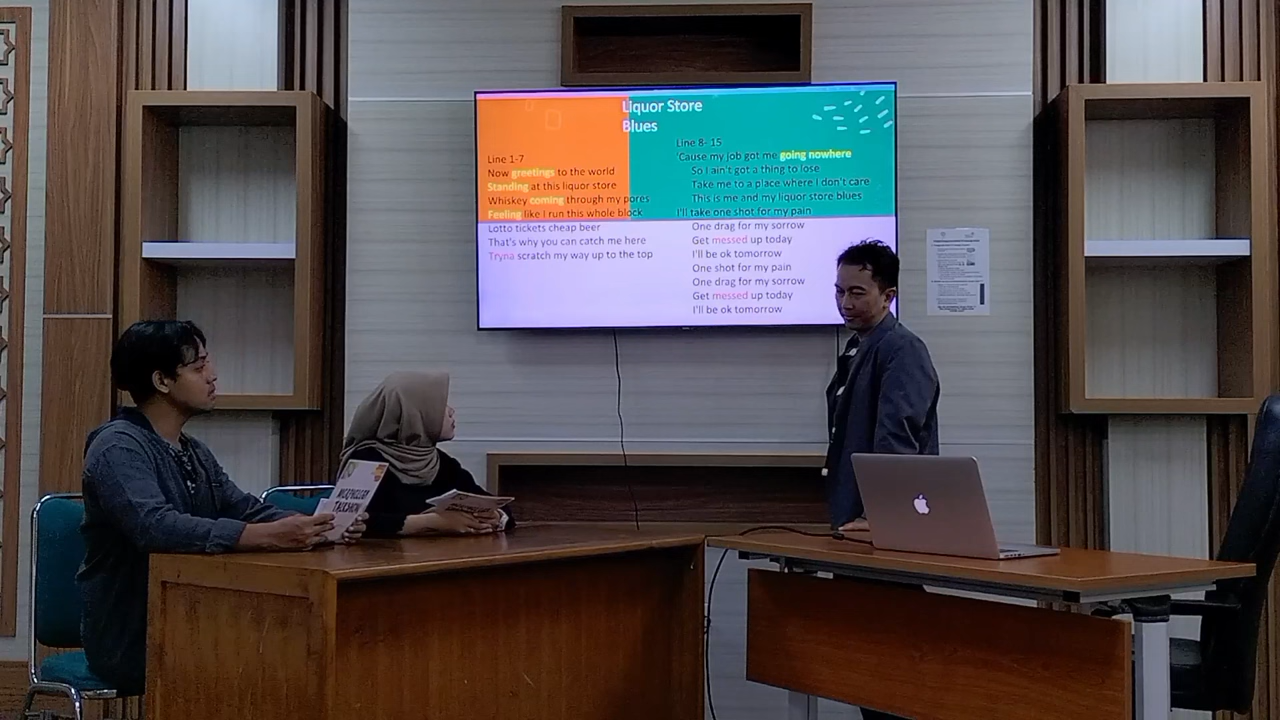 Liquor Store
Blues
Line 1-7
Now greetings to the world
Standing at this liquor store
Whiskey coming through my pores
Feeling like I run this whole block
Lotto tickets cheap beer
That's why you can catch me here
Tryna scratch my way up to the top
Line 8- 15
'Cause my job got me going nowhere
So I ain't got a thing to lose
Take me to a place where I don't care
This is me and my liquor store blues
I'll take one shot for my pain
One drag for my sorrow
Get messed up today
I'll be ok tomorrow
One shot for my pain
One drag for my sorrow
Get messed up today
I'll be ok tomorrow
MORPHOLOGY
TALKSHOW